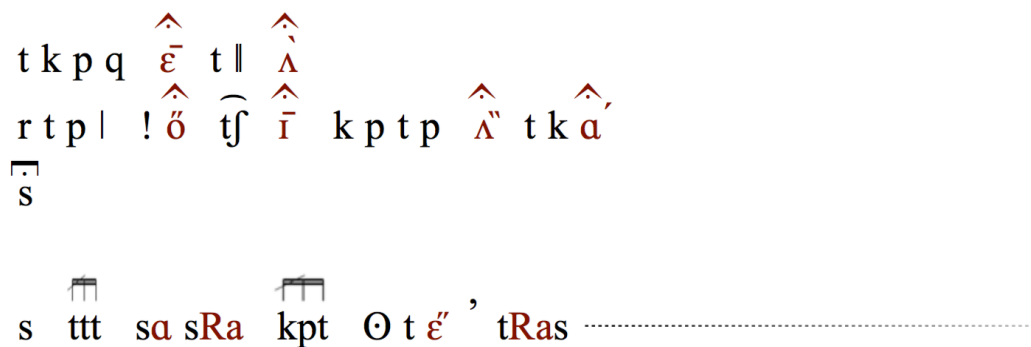 t k p q ɛ̄ t ‖ ʌ̀
r t p | ! ő t͡ʃ ɪ̄ k p t p ʌ̏ t k ɑ́
s
s ttt sɑ sRa kpt ʘ t ɛ̋ ’ tRas